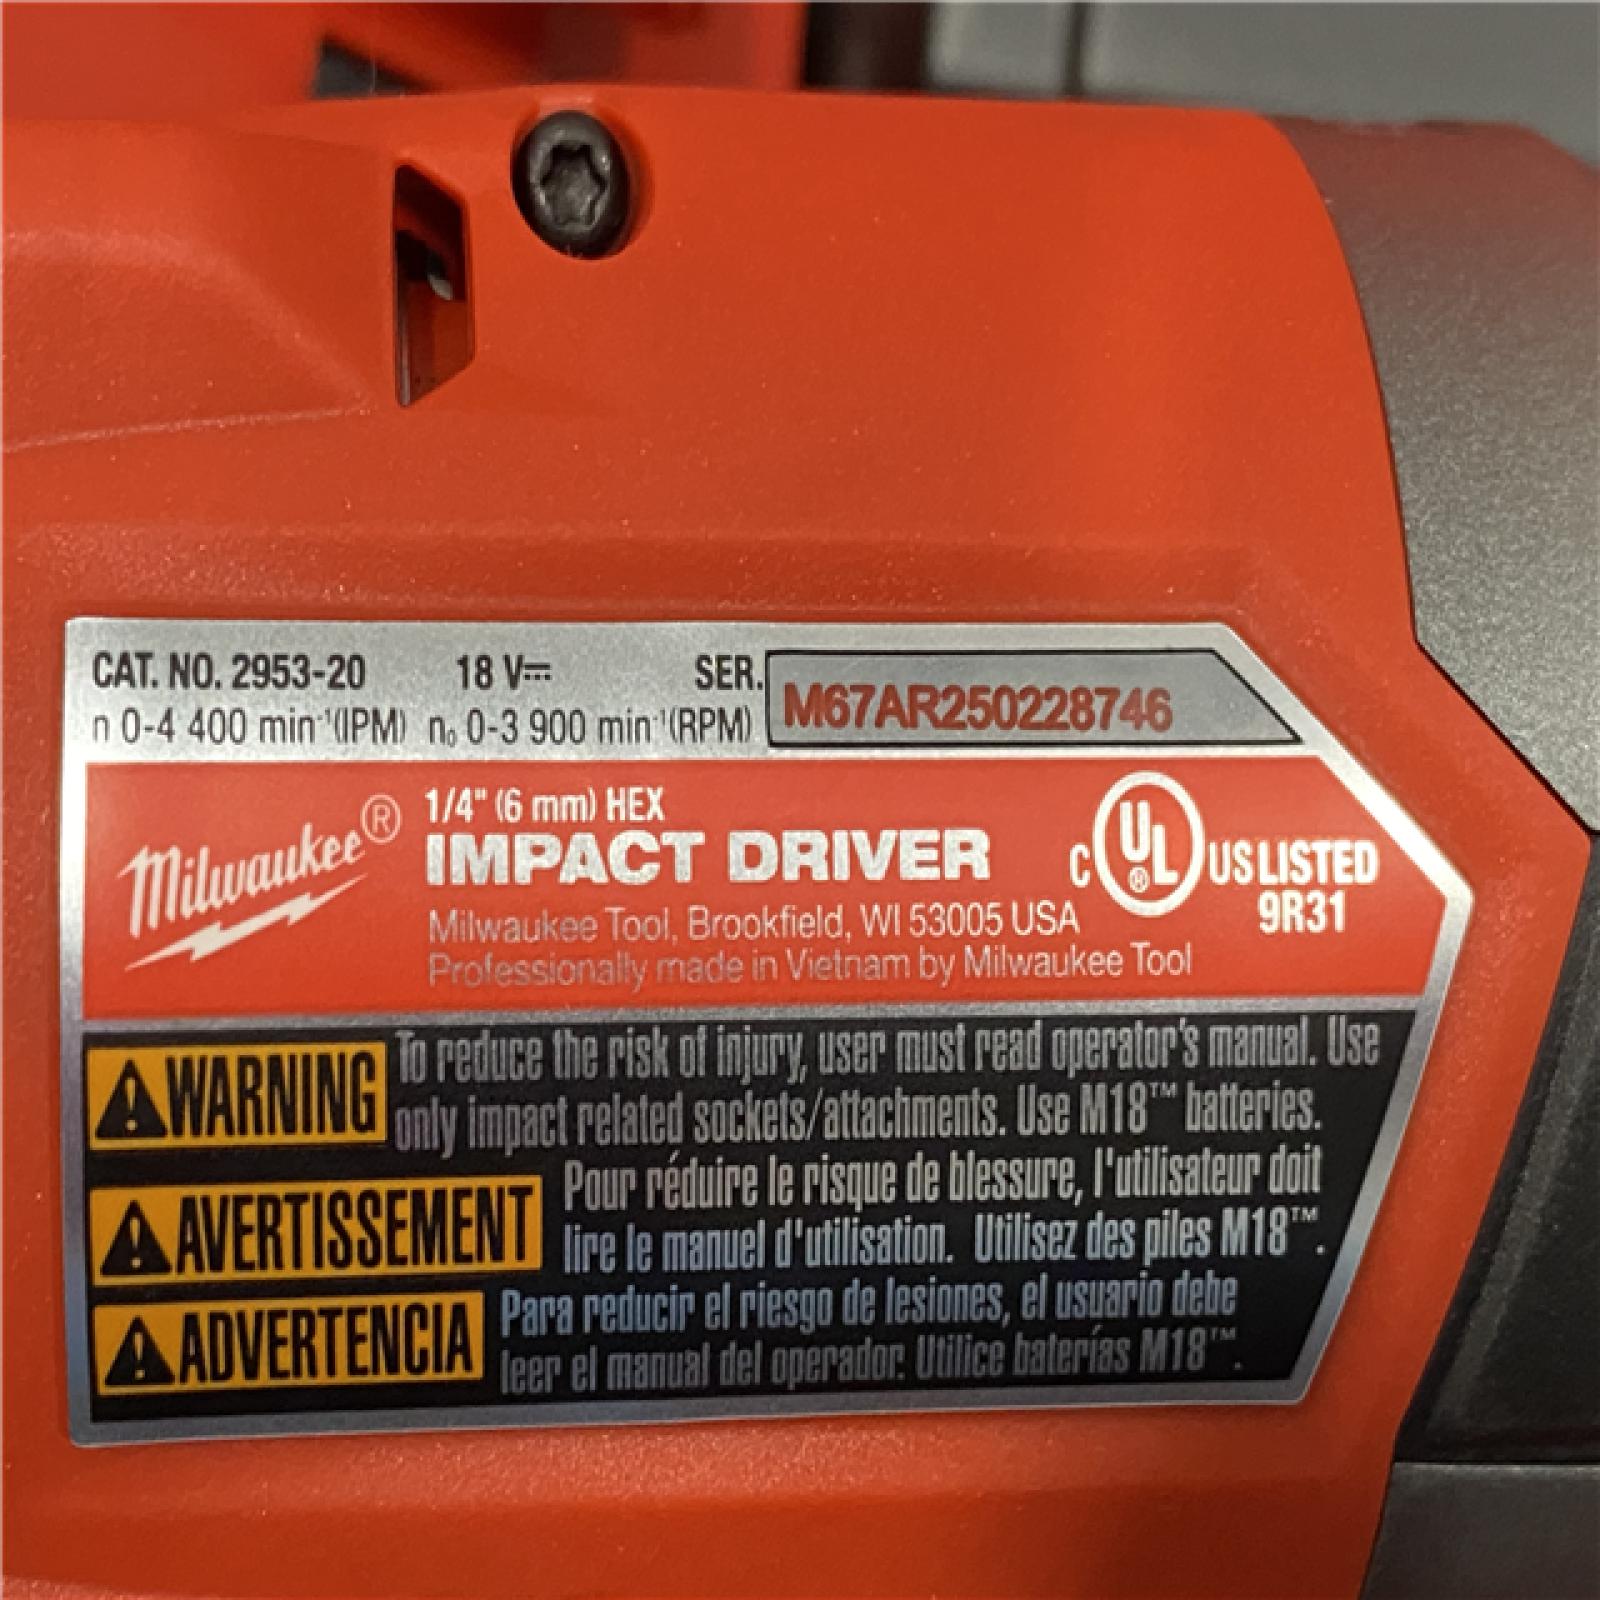 CAT. NO. 2953-20 18 V⎓ SER. M67AR250228746
n 0-4 400 min⁻¹(IPM) n₀ 0-3 900 min⁻¹(RPM)
Milwaukee®
1/4" (6 mm) HEX
IMPACT DRIVER
Milwaukee Tool, Brookfield, WI 53005 USA
Professionally made in Vietnam by Milwaukee Tool
C UL® US LISTED
9R31
WARNING To reduce the risk of injury, user must read operator's manual. Use
only impact related sockets/attachments. Use M18™ batteries.
AVERTISSEMENT Pour réduire le risque de blessure, l'utilisateur doit
lire le manuel d'utilisation. Utilisez des piles M18™.
ADVERTENCIA Para reducir el riesgo de lesiones, el usuario debe
leer el manual del operador. Utilice baterías M18™.